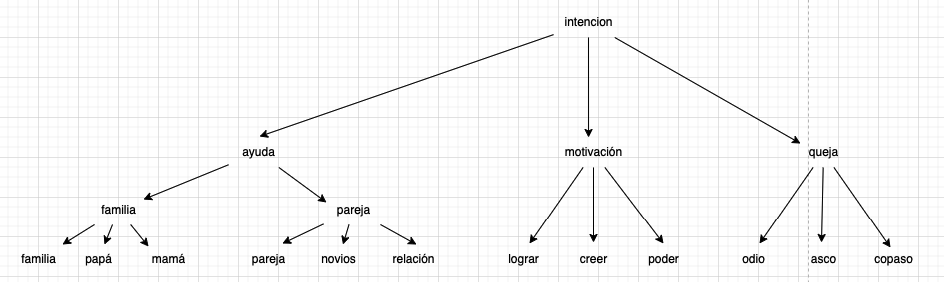 intencion
ayuda motivación queja
familia pareja
familia papá mamá pareja novios relación lograr creer poder odio asco copaso